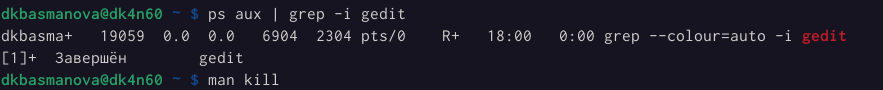 dkbasmanova@dk4n60 ~ $ ps aux | grep -i gedit
dkbasma+   19059  0.0  0.0   6904  2304 pts/0    R+   18:00   0:00 grep --colour=auto -i gedit
[1]+  Завершён        gedit
dkbasmanova@dk4n60 ~ $ man kill